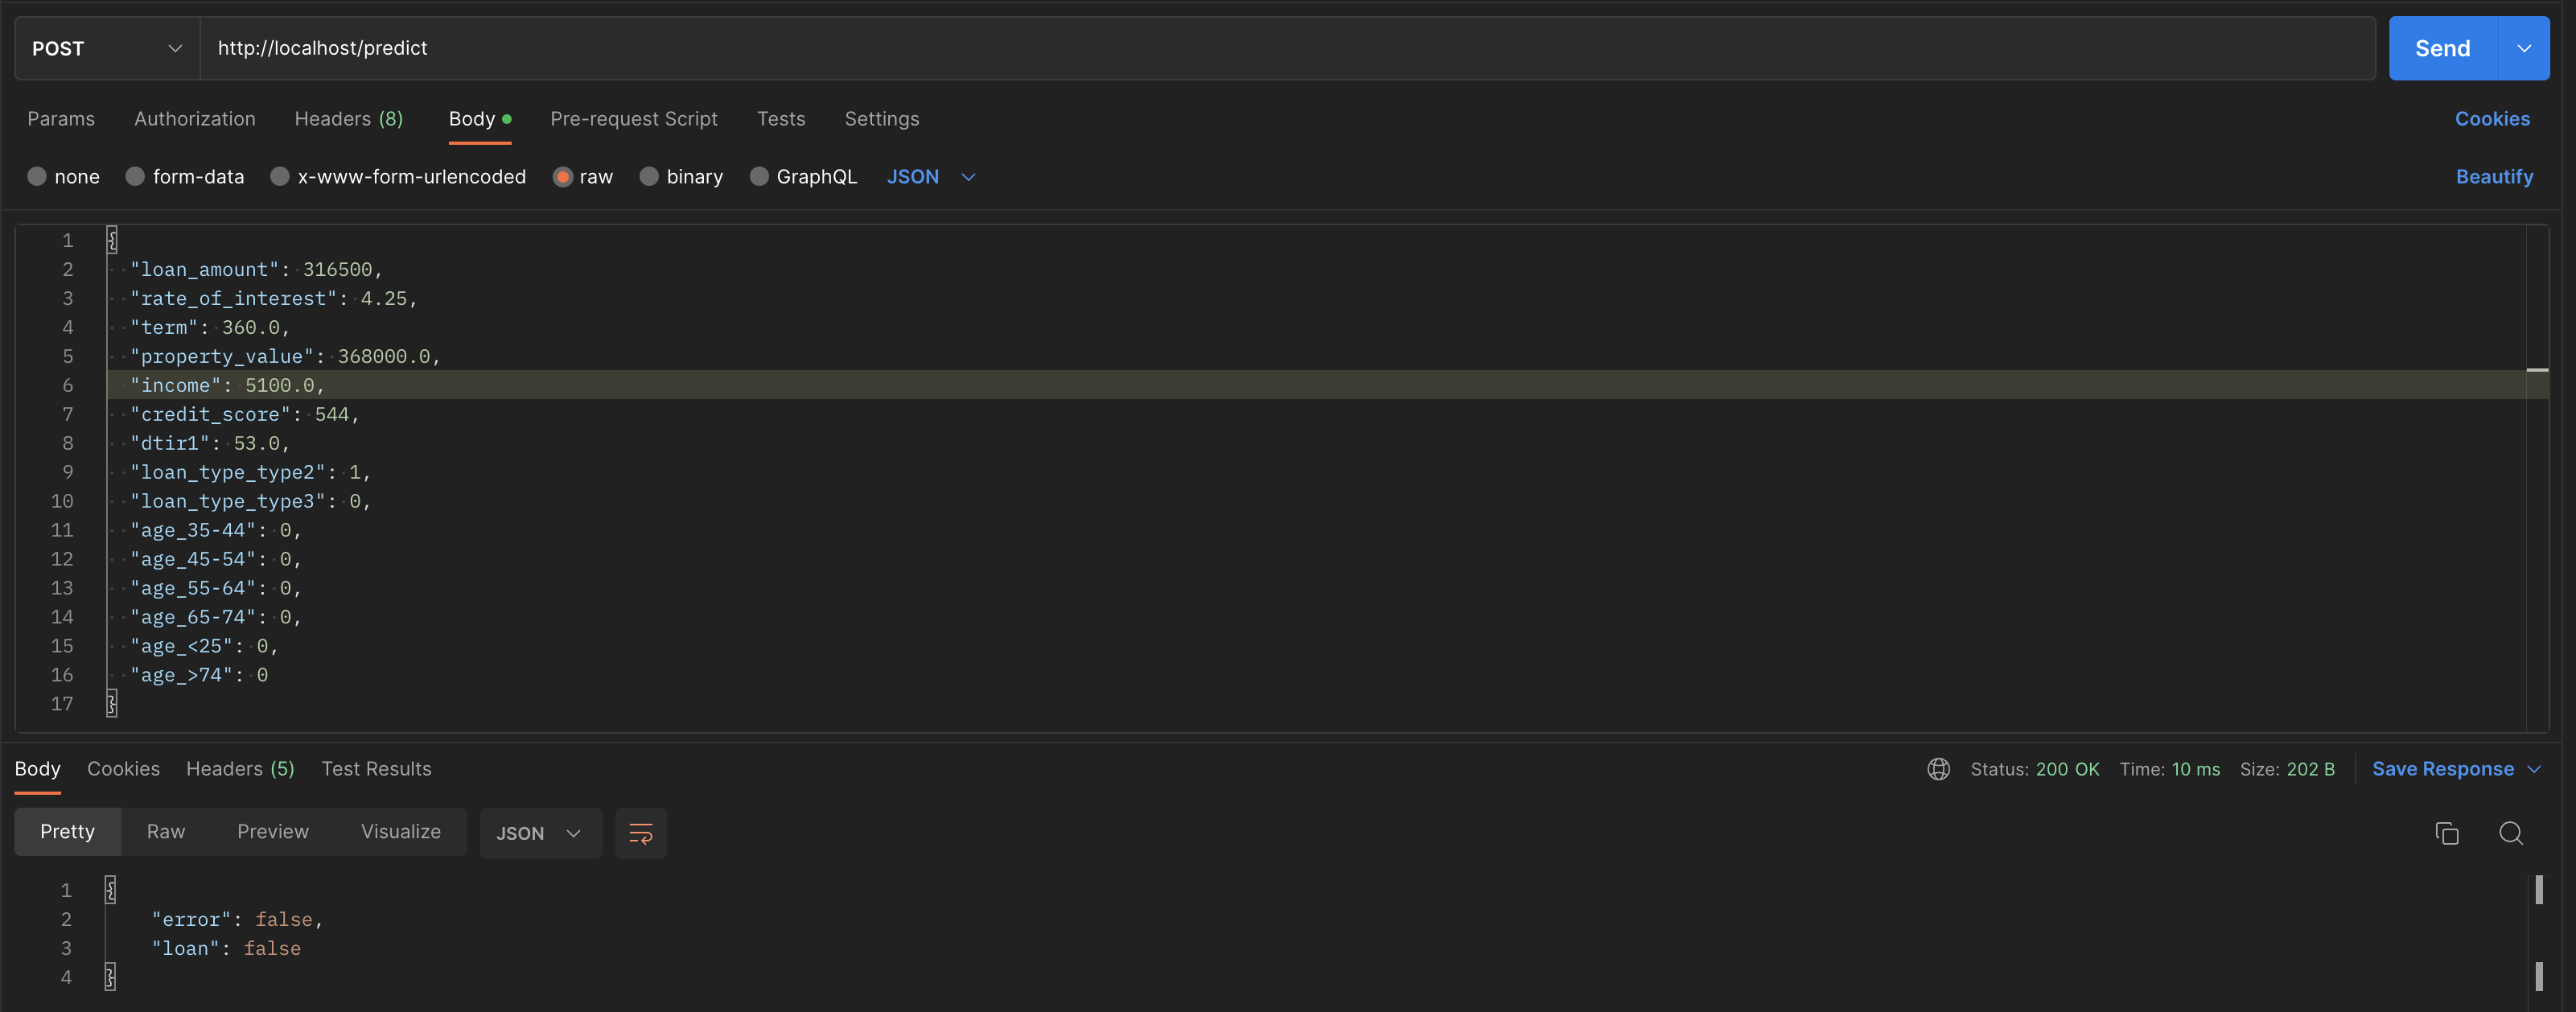 POST http://localhost/predict Send
Params Authorization Headers (8) Body Pre-request Script Tests Settings Cookies
none form-data x-www-form-urlencoded raw binary GraphQL JSON Beautify
1 {
2 "loan_amount": 316500,
3 "rate_of_interest": 4.25,
4 "term": 360.0,
5 "property_value": 368000.0,
6 "income": 5100.0,
7 "credit_score": 544,
8 "dtir1": 53.0,
9 "loan_type_type2": 1,
10 "loan_type_type3": 0,
11 "age_35-44": 0,
12 "age_45-54": 0,
13 "age_55-64": 0,
14 "age_65-74": 0,
15 "age_<25": 0,
16 "age_>74": 0
17 }
Body Cookies Headers (5) Test Results Status: 200 OK Time: 10 ms Size: 202 B Save Response
Pretty Raw Preview Visualize JSON
1 {
2 "error": false,
3 "loan": false
4 }